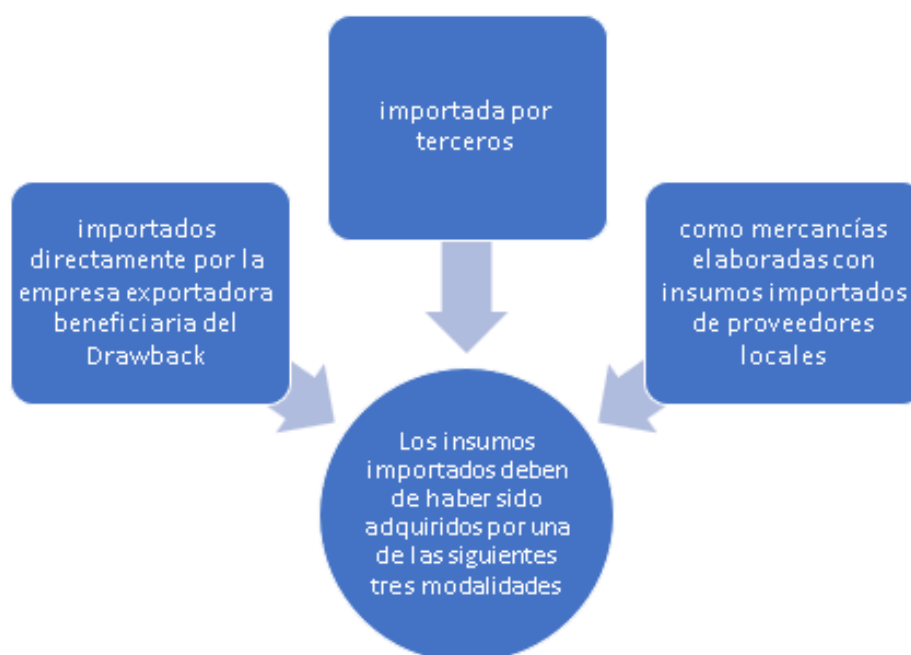 importada por
terceros
importados
directamente por la
empresa exportadora
beneficiaria del
Drawback
como mercancías
elaboradas con
insumos importados
de proveedores
locales
Los insumos
importados deben
de haber sido
adquiridos por una
de las siguientes
tres modalidades